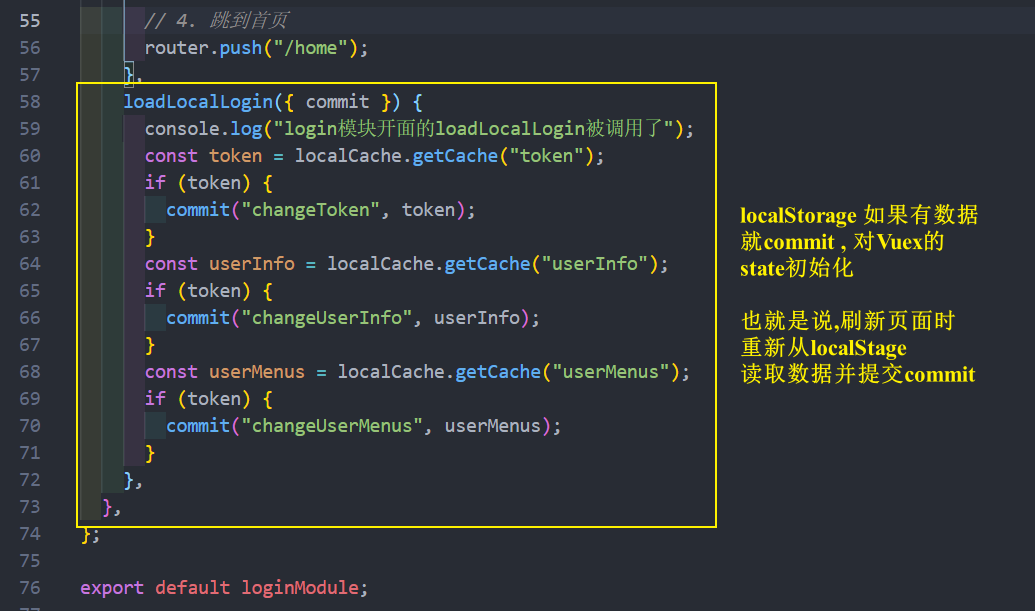 55 // 4. 跳到首页
56 router.push("/home");
57 },
58 loadLocalLogin({ commit }) {
59 console.log("login模块开面的loadLocalLogin被调用了");
60 const token = localCache.getCache("token");
61 if (token) {
62 commit("changeToken", token);
63 }
64 const userInfo = localCache.getCache("userInfo");
65 if (token) {
66 commit("changeUserInfo", userInfo);
67 }
68 const userMenus = localCache.getCache("userMenus");
69 if (token) {
70 commit("changeUserMenus", userMenus);
71 }
72 },
73 },
74 };
75
76 export default loginModule;
localStorage 如果有数据
就commit , 对Vuex的
state初始化
也就是说,刷新页面时
重新从localStage
读取数据并提交commit